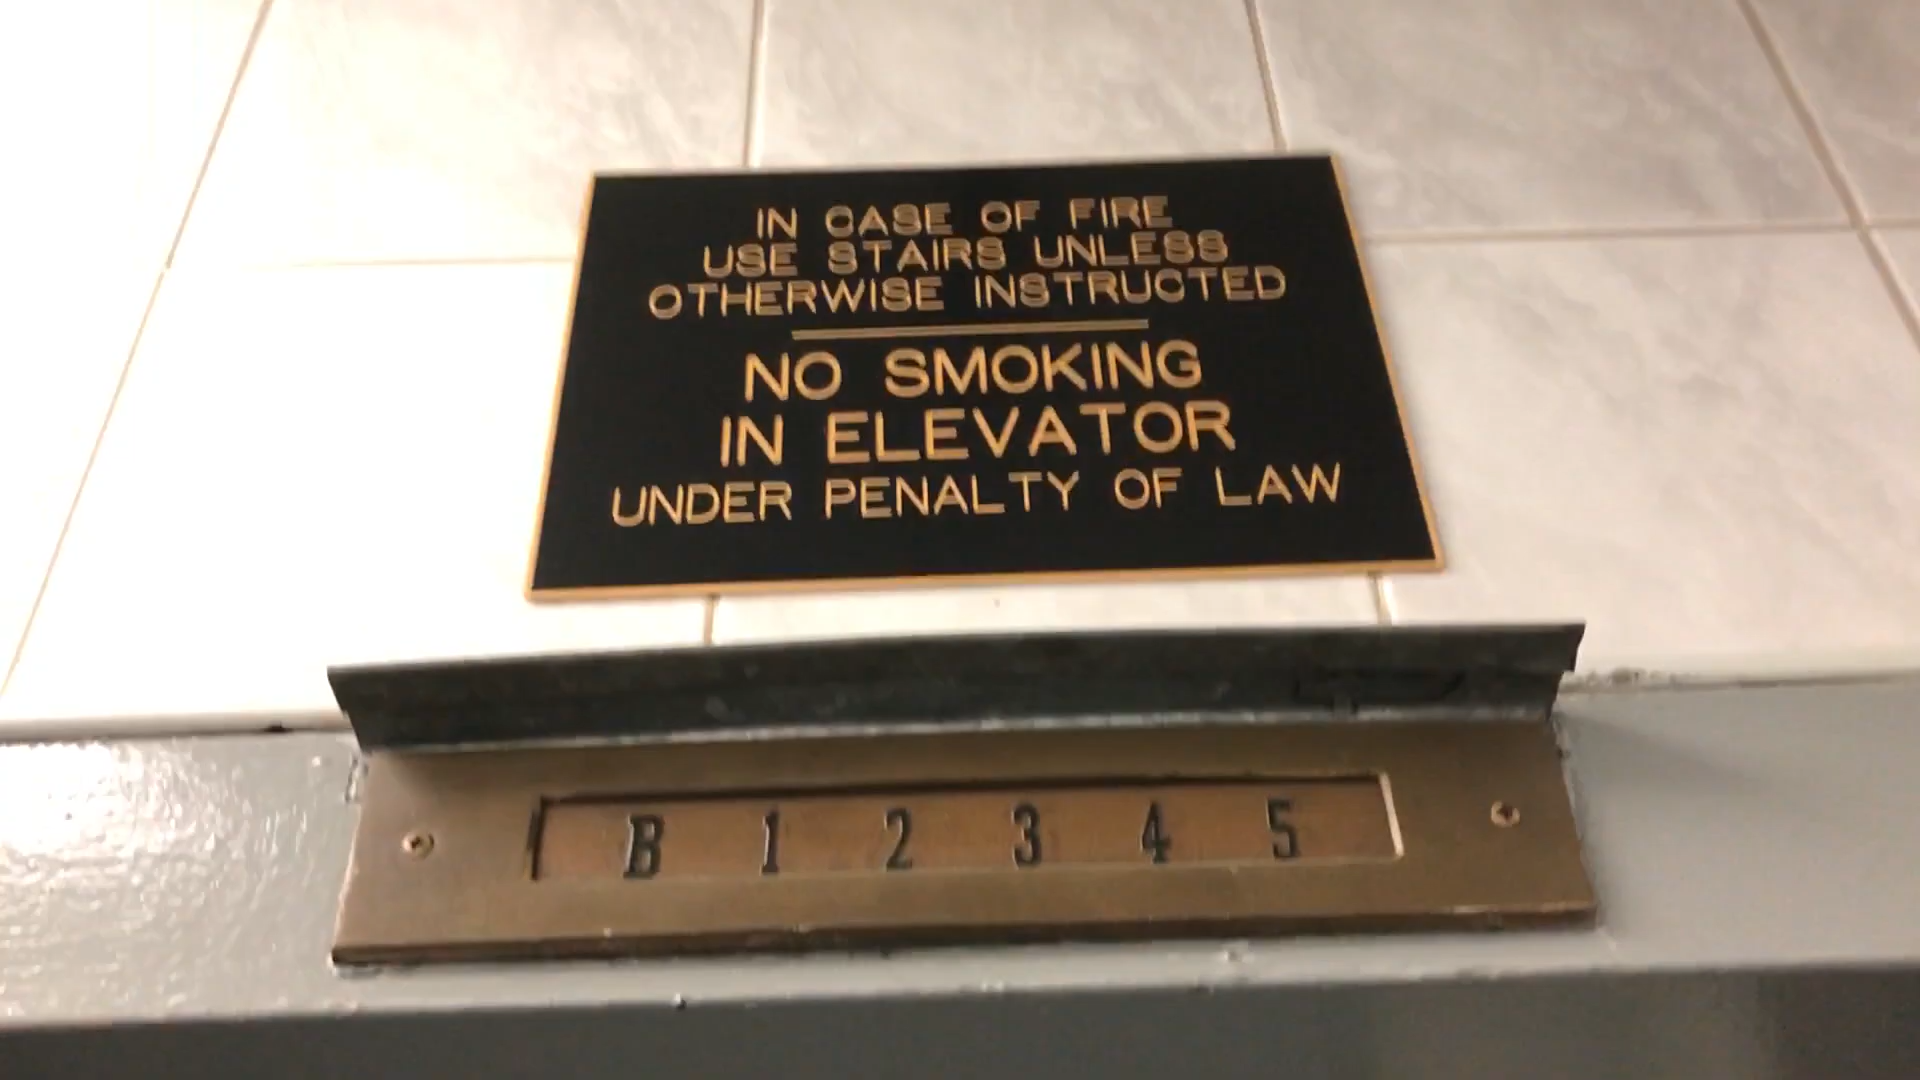 IN CASE OF FIRE
USE STAIRS UNLESS
OTHERWISE INSTRUCTED
NO SMOKING
IN ELEVATOR
UNDER PENALTY OF LAW
B 1 2 3 4 5